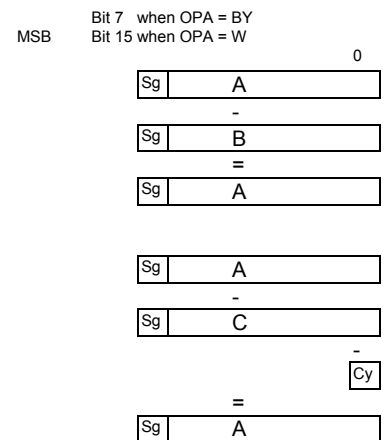 Bit 7 when OPA = BY
MSB Bit 15 when OPA = W
0
Sg A
-
Sg B
=
Sg A
Sg A
-
Sg C
-
Cy
=
Sg A